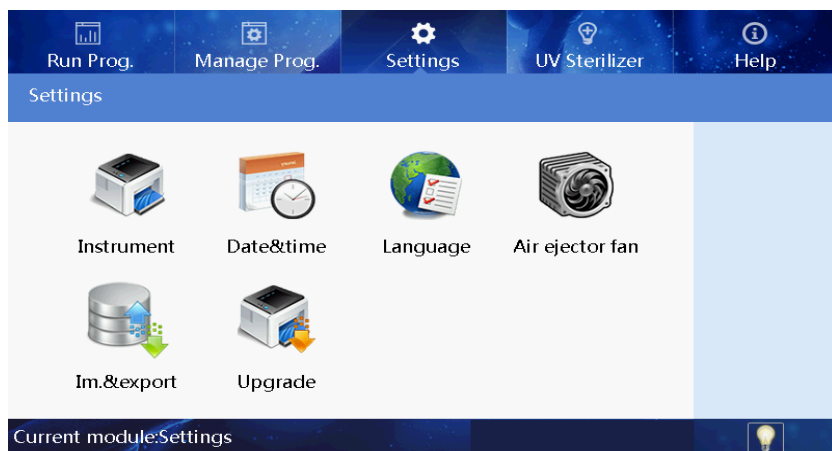 Run Prog.
Manage Prog.
Settings
UV Sterilizer
Help
Settings
Instrument
Date&time
Language
Air ejector fan
Im.&export
Upgrade
Current module:Settings